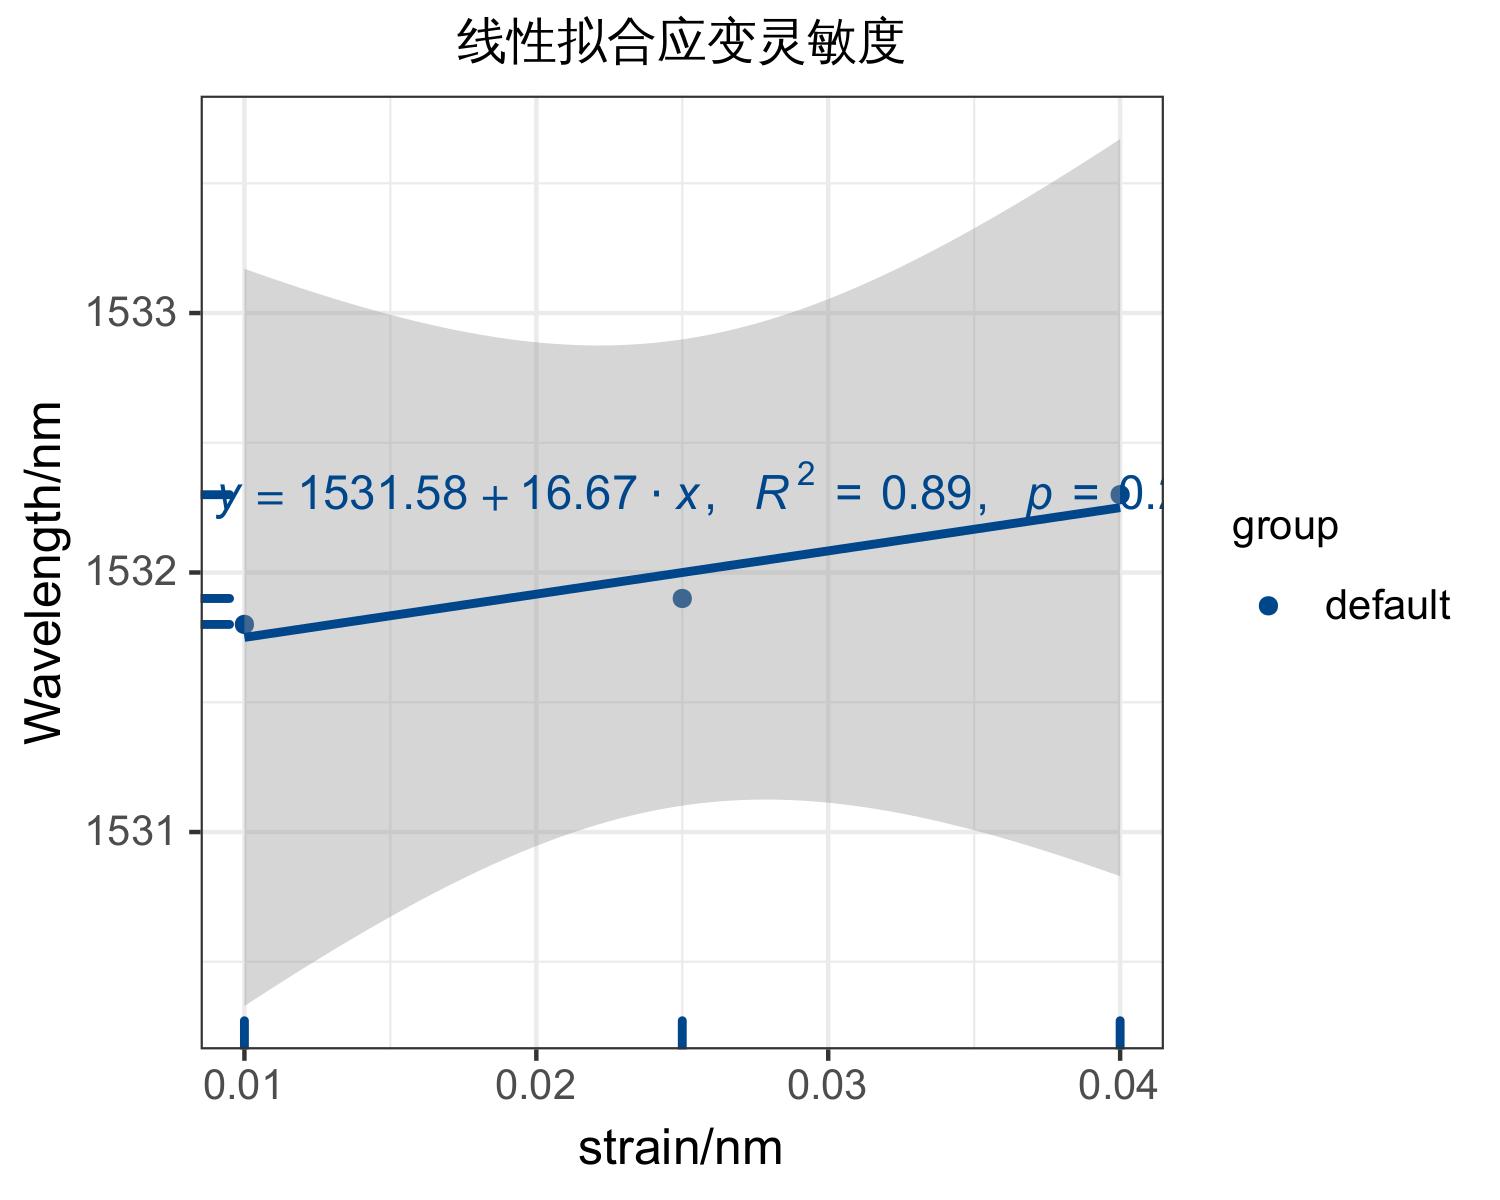 线性拟合应变灵敏度
Wavelength/nm
1533
1532
1531
y = 1531.58 + 16.67 · x, R² = 0.89, p = 0.
0.01 0.02 0.03 0.04
strain/nm
group
default